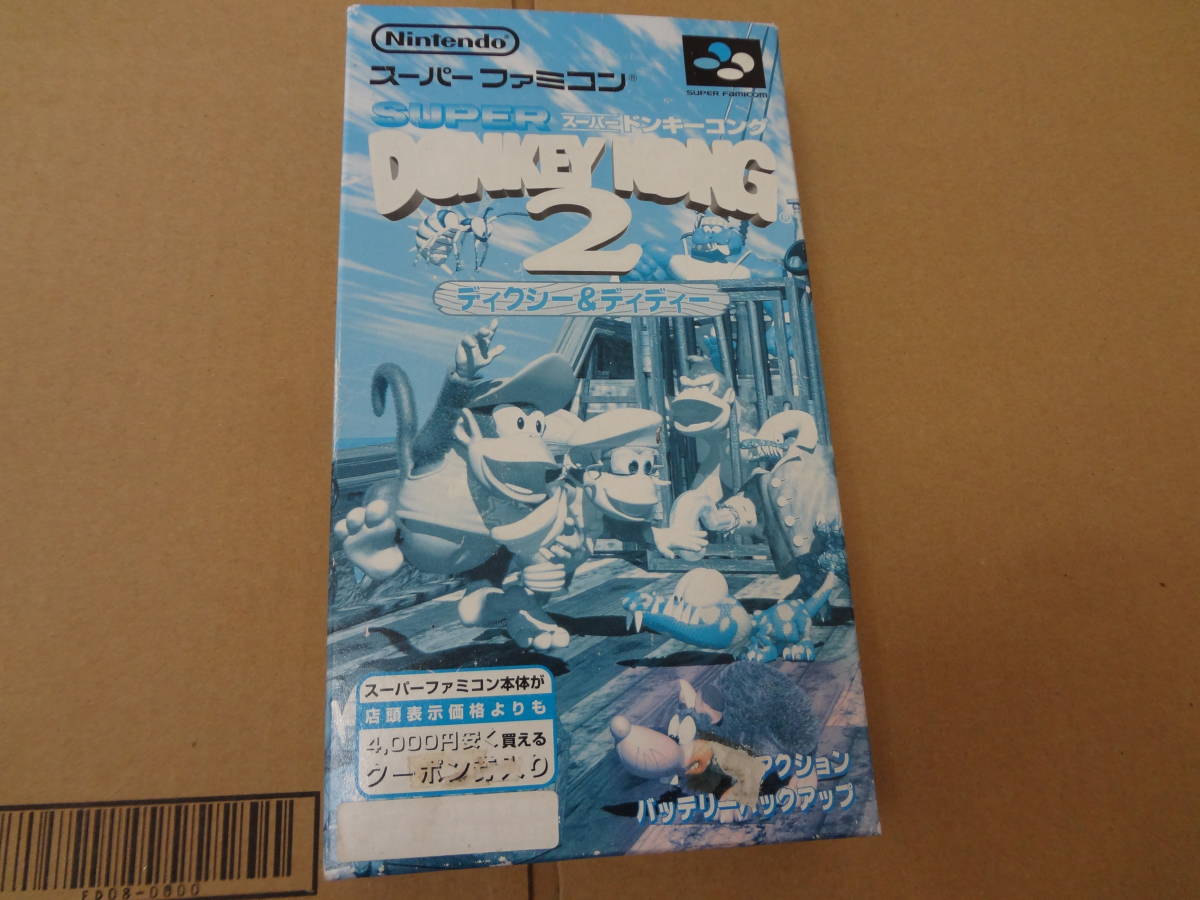 Nintendo
スーパーファミコン®
SUPER FAMICOM
SUPER スーパードンキーコング
DONKEY KONG®
2
ディクシー&ディディー
スーパーファミコン本体が
店頭表示価格よりも
4,000円安く買える
クーポン券入り
アクション
バッテリーバックアップ
ED08-0000